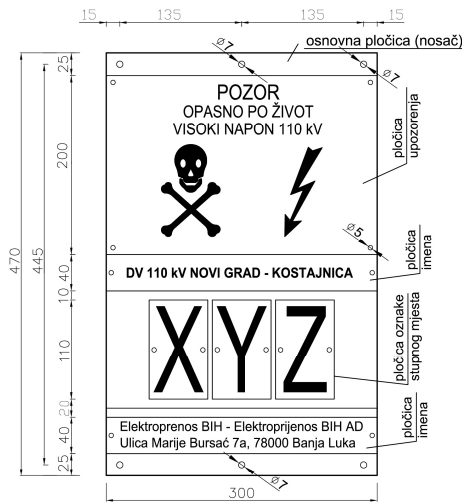 15 135 135 15
osnovna pločica (nosač)
ø7
ø7
25
POZOR
OPASNO PO ŽIVOT
VISOKI NAPON 110 kV
pločica
upozorenja
200
470
445
ø5
pločica
imena
40
DV 110 kV NOVI GRAD - KOSTAJNICA
10
X Y Z
110
pločca oznake
stupnog mjesta
20
Elektroprenos BIH - Elektroprijenos BIH AD
Ulica Marije Bursać 7a, 78000 Banja Luka
40
pločica
imena
25
ø7
300